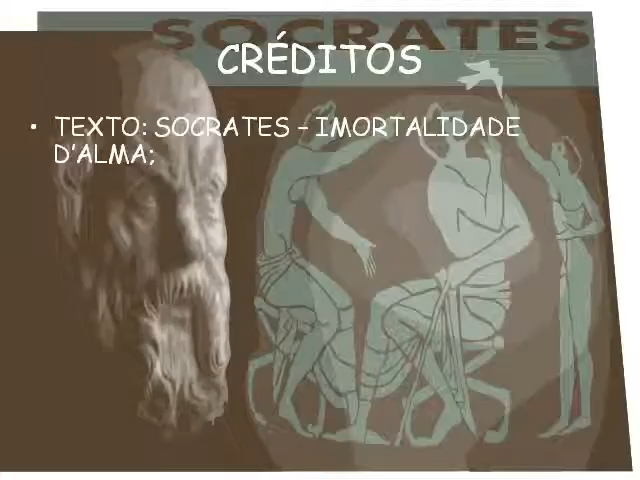 SOCRATES
CRÉDITOS
• TEXTO: SOCRATES – IMORTALIDADE
D'ALMA;